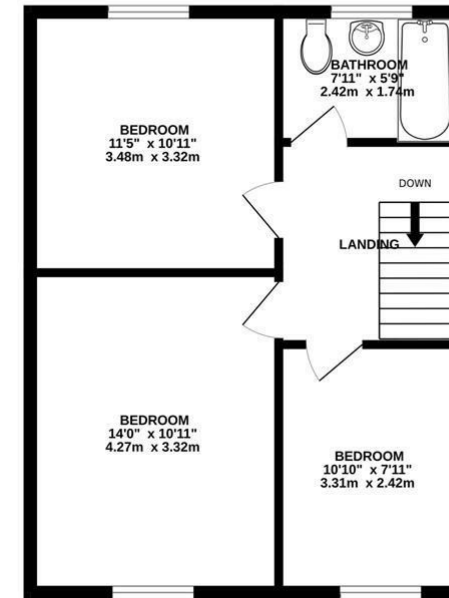 BATHROOM
7'11" x 5'9"
2.42m x 1.74m
BEDROOM
11'5" x 10'11"
3.48m x 3.32m
DOWN
LANDING
BEDROOM
14'0" x 10'11"
4.27m x 3.32m
BEDROOM
10'10" x 7'11"
3.31m x 2.42m